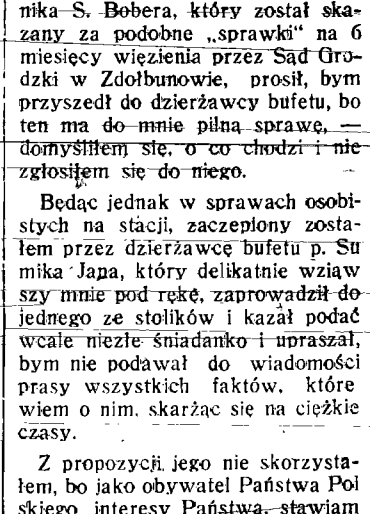 nika S. Bobera, który został ska-
zany za podobne „sprawki" na 6
miesięcy więzienia przez Sąd Gro-
dzki w Zdołbunowie, prosił, bym
przyszedł do dzierżawcy bufetu, bo
ten ma do mnie pilną sprawę, —
domyśliłem się, o co chodzi i nie
zgłosiłem się do niego.
Będąc jednak w sprawach osobi-
stych na stacji, zaczepiony zosta-
łem przez dzierżawcę bufetu p. Su
mika Jana, który delikatnie wziąw
szy mnie pod rękę, zaprowadził do
jednego ze stolików i kazał podać
wcale niezłe śniadanko i upraszał,
bym nie podawał do wiadomości
prasy wszystkich faktów, które
wiem o nim, skarżąc się na ciężkie
czasy.
Z propozycji jego nie skorzysta-
łem, bo jako obywatel Państwa Pol
skiego interesy Państwa, stawiam